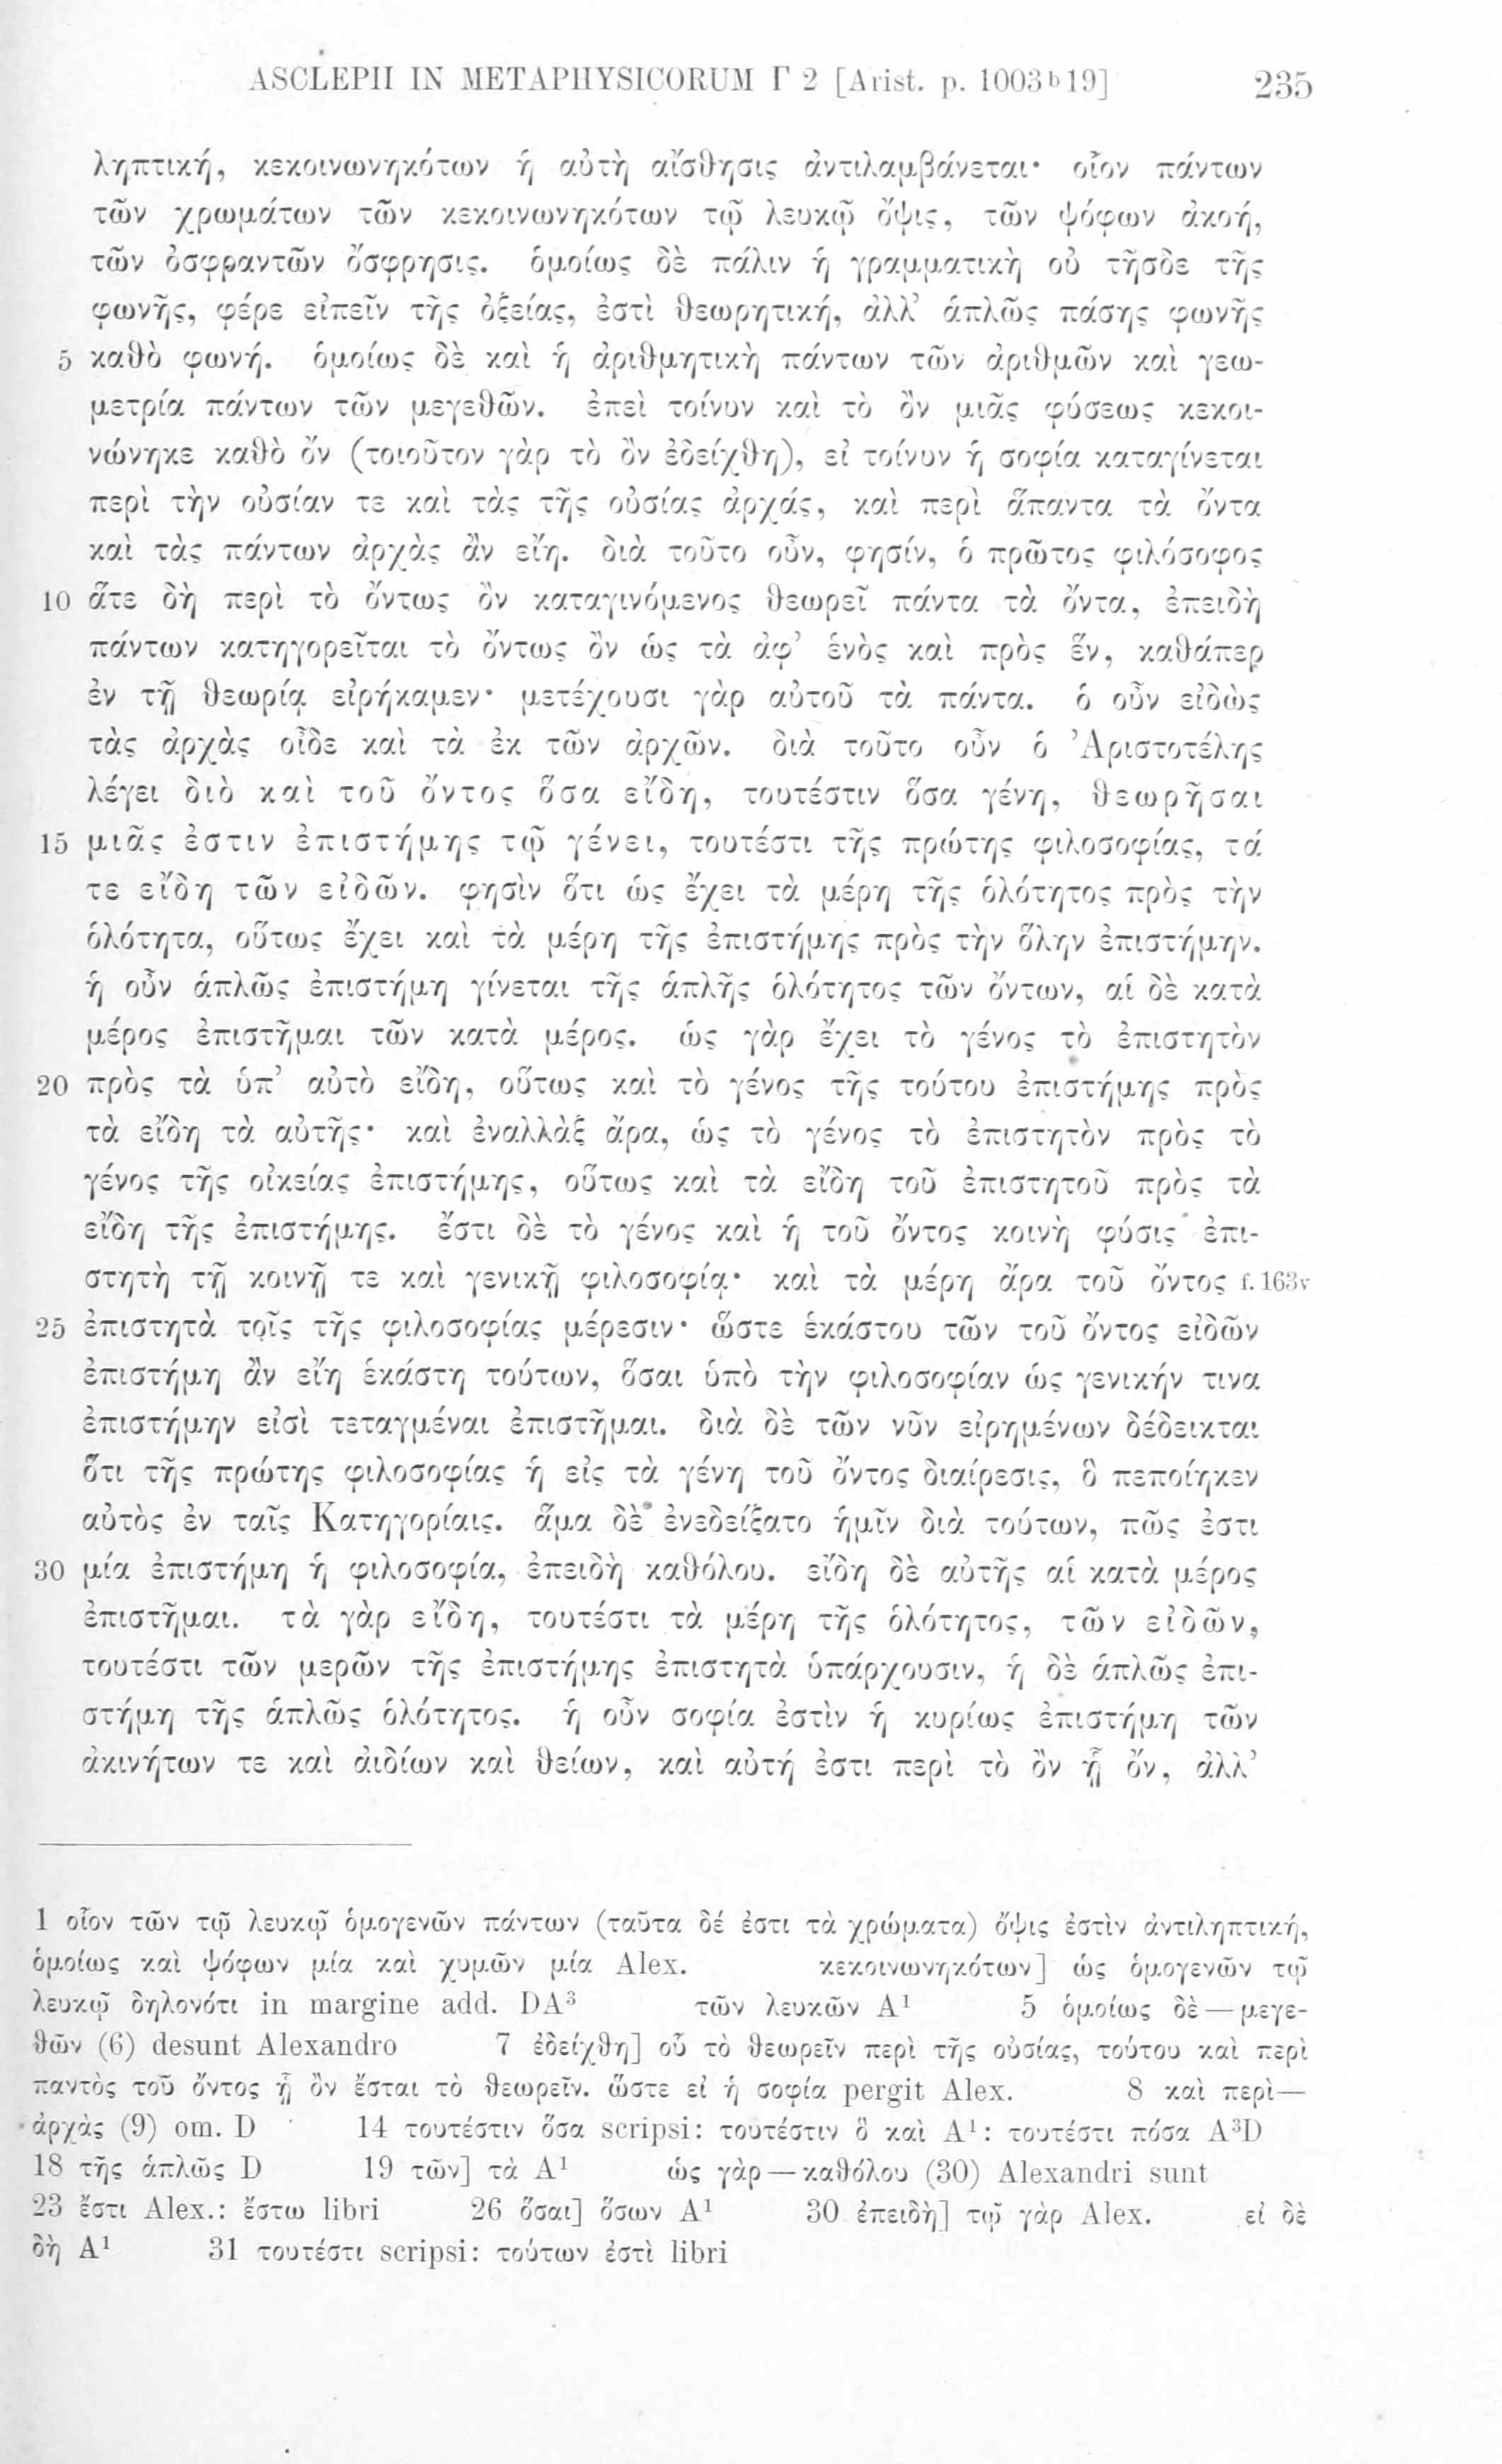 ASCLEPII IN METAPHYSICORUM Γ 2 [Arist. p. 1003ᵇ19] 235
ληπτική, κεκοινωνηκότων ἡ αὐτὴ αἴσθησις ἀντιλαμβάνεται· οἷον πάντων
τῶν χρωμάτων τῶν κεκοινωνηκότων τῷ λευκῷ ὄψις, τῶν ψόφων ἀκοή,
τῶν ὀσφραντῶν ὄσφρησις. ὁμοίως δὲ πάλιν ἡ γραμματικὴ οὐ τῆσδε τῆς
φωνῆς, φέρε εἰπεῖν τῆς ὀξείας, ἐστὶ θεωρητική, ἀλλ’ ἁπλῶς πάσης φωνῆς
5 καθὸ φωνή. ὁμοίως δὲ καὶ ἡ ἀριθμητικὴ πάντων τῶν ἀριθμῶν καὶ γεω-
μετρία πάντων τῶν μεγεθῶν. ἐπεὶ τοίνυν καὶ τὸ ὂν μιᾶς φύσεως κεκοι-
νώνηκε καθὸ ὄν (τοιοῦτον γὰρ τὸ ὂν ἐδείχθη), εἰ τοίνυν ἡ σοφία καταγίνεται
περὶ τὴν οὐσίαν τε καὶ τὰς τῆς οὐσίας ἀρχάς, καὶ περὶ ἅπαντα τὰ ὄντα
καὶ τὰς πάντων ἀρχὰς ἂν εἴη. διὰ τοῦτο οὖν, φησίν, ὁ πρῶτος φιλόσοφος
10 ἅτε δὴ περὶ τὸ ὄντως ὂν καταγινόμενος θεωρεῖ πάντα τὰ ὄντα, ἐπειδὴ
πάντων κατηγορεῖται τὸ ὄντως ὂν ὡς τὰ ἀφ’ ἑνὸς καὶ πρὸς ἕν, καθάπερ
ἐν τῇ θεωρίᾳ εἰρήκαμεν· μετέχουσι γὰρ αὐτοῦ τὰ πάντα. ὁ οὖν εἰδὼς
τὰς ἀρχὰς οἶδε καὶ τὰ ἐκ τῶν ἀρχῶν. διὰ τοῦτο οὖν ὁ Ἀριστοτέλης
λέγει διὸ καὶ τοῦ ὄντος ὅσα εἴδη, τουτέστιν ὅσα γένη, θεωρῆσαι
15 μιᾶς ἐστιν ἐπιστήμης τῷ γένει, τουτέστι τῆς πρώτης φιλοσοφίας, τά
τε εἴδη τῶν εἰδῶν. φησὶν ὅτι ὡς ἔχει τὰ μέρη τῆς ὁλότητος πρὸς τὴν
ὁλότητα, οὕτως ἔχει καὶ τὰ μέρη τῆς ἐπιστήμης πρὸς τὴν ὅλην ἐπιστήμην.
ἡ οὖν ἁπλῶς ἐπιστήμη γίνεται τῆς ἁπλῆς ὁλότητος τῶν ὄντων, αἱ δὲ κατὰ
μέρος ἐπιστῆμαι τῶν κατὰ μέρος. ὡς γὰρ ἔχει τὸ γένος τὸ ἐπιστητὸν
20 πρὸς τὰ ὑπ’ αὐτὸ εἴδη, οὕτως καὶ τὸ γένος τῆς τούτου ἐπιστήμης πρὸς
τὰ εἴδη τὰ αὐτῆς· καὶ ἐναλλὰξ ἄρα, ὡς τὸ γένος τὸ ἐπιστητὸν πρὸς τὸ
γένος τῆς οἰκείας ἐπιστήμης, οὕτως καὶ τὰ εἴδη τοῦ ἐπιστητοῦ πρὸς τὰ
εἴδη τῆς ἐπιστήμης. ἔστι δὲ τὸ γένος καὶ ἡ τοῦ ὄντος κοινὴ φύσις ἐπι-
στητὴ τῇ κοινῇ τε καὶ γενικῇ φιλοσοφίᾳ· καὶ τὰ μέρη ἄρα τοῦ ὄντος f. 163v
25 ἐπιστητὰ τοῖς τῆς φιλοσοφίας μέρεσιν· ὥστε ἑκάστου τῶν τοῦ ὄντος εἰδῶν
ἐπιστήμη ἂν εἴη ἑκάστη τούτων, ὅσαι ὑπὸ τὴν φιλοσοφίαν ὡς γενικήν τινα
ἐπιστήμην εἰσὶ τεταγμέναι ἐπιστῆμαι. διὰ δὲ τῶν νῦν εἰρημένων δέδεικται
ὅτι τῆς πρώτης φιλοσοφίας ἡ εἰς τὰ γένη τοῦ ὄντος διαίρεσις, ὃ πεποίηκεν
αὐτὸς ἐν ταῖς Κατηγορίαις. ἅμα δὲ ἐνεδείξατο ἡμῖν διὰ τούτων, πῶς ἐστι
30 μία ἐπιστήμη ἡ φιλοσοφία, ἐπειδὴ καθόλου. εἴδη δὲ αὐτῆς αἱ κατὰ μέρος
ἐπιστῆμαι. τὰ γὰρ εἴδη, τουτέστι τὰ μέρη τῆς ὁλότητος, τῶν εἰδῶν,
τουτέστι τῶν μερῶν τῆς ἐπιστήμης ἐπιστητὰ ὑπάρχουσιν, ἡ δὲ ἁπλῶς ἐπι-
στήμη τῆς ἁπλῶς ὁλότητος. ἡ οὖν σοφία ἐστὶν ἡ κυρίως ἐπιστήμη τῶν
ἀκινήτων τε καὶ ἀιδίων καὶ θείων, καὶ αὐτή ἐστι περὶ τὸ ὂν ᾗ ὄν, ἀλλ’
1 οἷον τῶν τῷ λευκῷ ὁμογενῶν πάντων (ταῦτα δέ ἐστι τὰ χρώματα) ὄψις ἐστὶν ἀντιληπτική,
ὁμοίως καὶ ψόφων μία καὶ χυμῶν μία Alex. κεκοινωνηκότων] ὡς ὁμογενῶν τῷ
λευκῷ δηλονότι in margine add. DA³ τῶν λευκῶν A¹ 5 ὁμοίως δὲ — μεγε-
θῶν (6) desunt Alexandro 7 ἐδείχθη] οὗ τὸ θεωρεῖν περὶ τῆς οὐσίας, τούτου καὶ περὶ
παντὸς τοῦ ὄντος ᾗ ὂν ἔσται τὸ θεωρεῖν. ὥστε εἰ ἡ σοφία pergit Alex. 8 καὶ περὶ—
ἀρχάς (9) om. D 14 τουτέστιν ὅσα scripsi: τουτέστιν ὃ καὶ A¹: τουτέστι πόσα A³D
18 τῆς ἁπλῶς D 19 τῶν] τὰ A¹ ὡς γὰρ — καθόλου (30) Alexandri sunt
23 ἔστι Alex.: ἔστω libri 26 ὅσαι] ὅσων A¹ 30 ἐπειδὴ] τῷ γὰρ Alex. εἰ δὲ
δὴ A¹ 31 τουτέστι scripsi: τούτων ἐστὶ libri